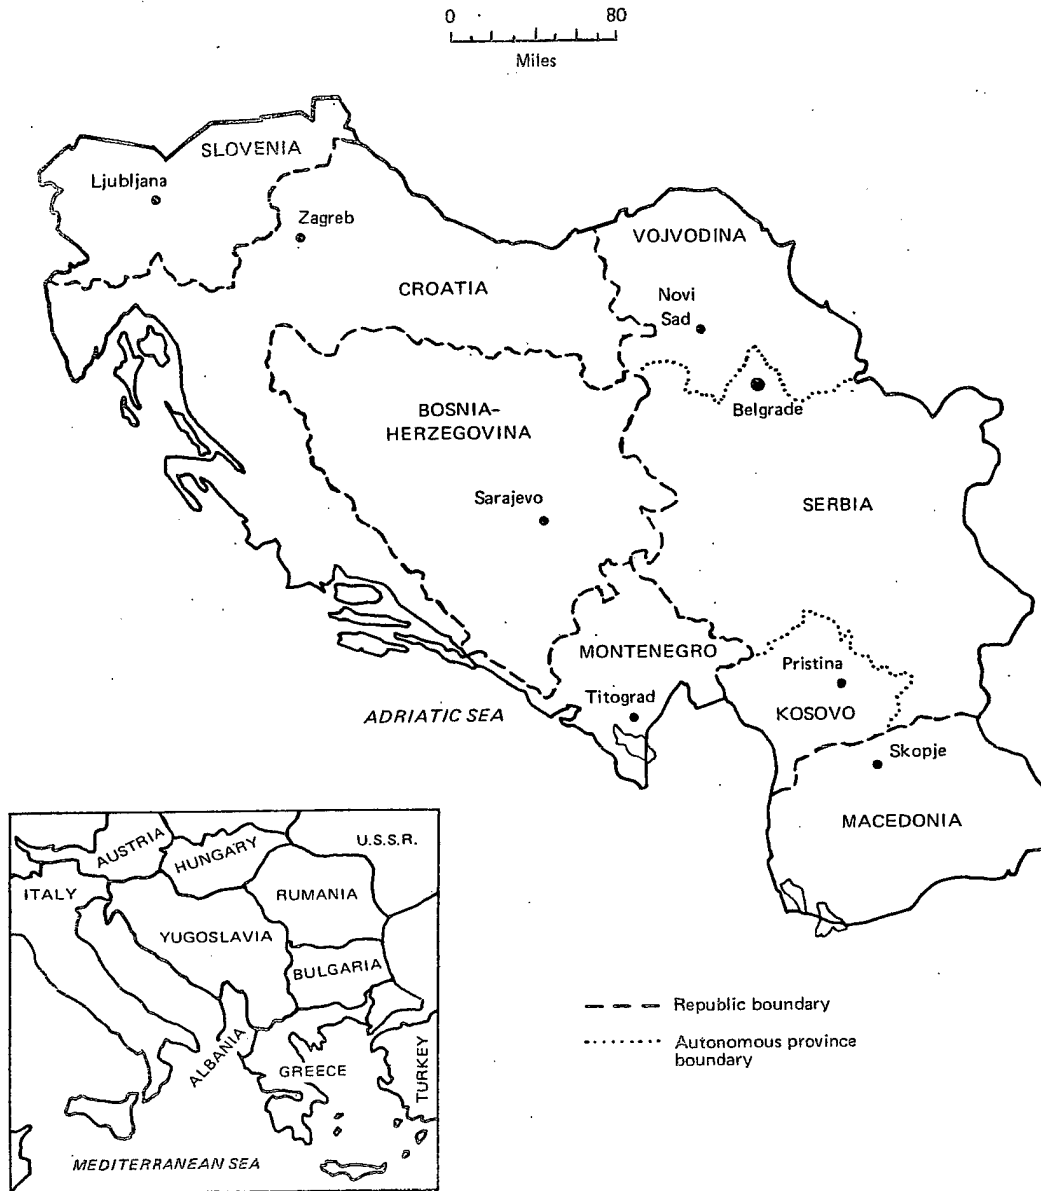 0 80
Miles
SLOVENIA
Ljubljana
Zagreb
VOJVODINA
CROATIA
Novi
Sad
Belgrade
BOSNIA-
HERZEGOVINA
Sarajevo
SERBIA
MONTENEGRO
Pristina
Titograd
KOSOVO
ADRIATIC SEA
Skopje
MACEDONIA
AUSTRIA
HUNGARY
U.S.S.R.
ITALY
RUMANIA
YUGOSLAVIA
BULGARIA
ALBANIA
GREECE
TURKEY
MEDITERRANEAN SEA
Republic boundary
Autonomous province
boundary